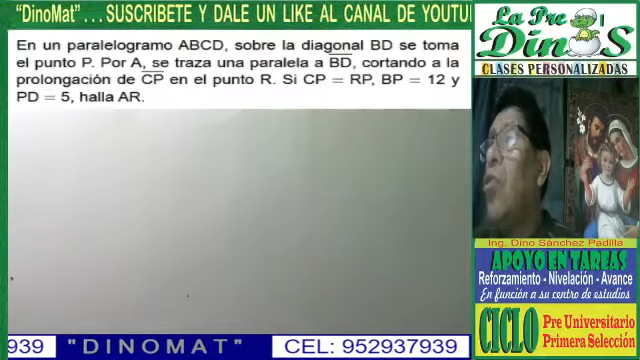 “DinoMat”. . . SUSCRIBETE Y DALE UN LIKE AL CANAL DE YOUTU
En un paralelogramo ABCD, sobre la diagonal BD se toma
el punto P. Por A, se traza una paralela a BD, cortando a la
prolongación de CP en el punto R. Si CP = RP, BP = 12 y
PD = 5, halla AR.
La Pre
DinoS
CLASES PERSONALIZADAS
Ing. Dino Sánchez Padilla
APOYO EN TAREAS
Reforzamiento - Nivelación - Avance
En función a su centro de estudios
CICLO Pre Universitario
Primera Selección
939 "DINOMAT" CEL: 952937939